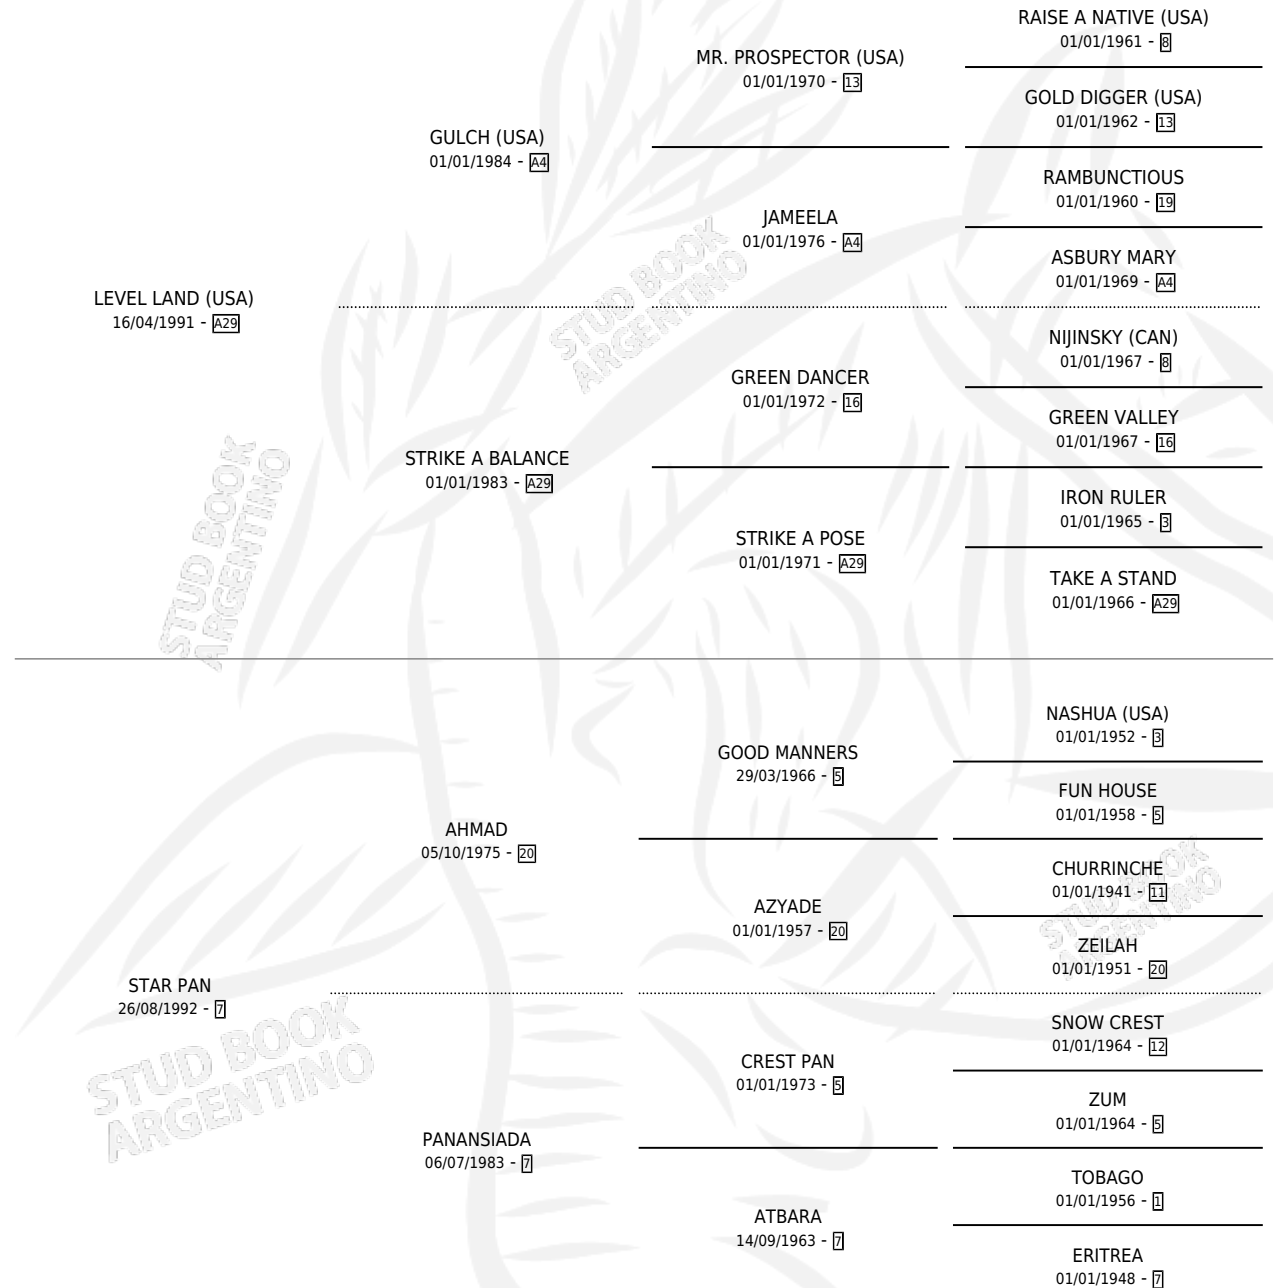 RAISE A NATIVE (USA)
01/01/1961 - 8
MR. PROSPECTOR (USA)
01/01/1970 - 13
GOLD DIGGER (USA)
01/01/1962 - 13
GULCH (USA)
01/01/1984 - A4
RAMBUNCTIOUS
01/01/1960 - 19
JAMEELA
01/01/1976 - A4
ASBURY MARY
01/01/1969 - A4
LEVEL LAND (USA)
16/04/1991 - A29
NIJINSKY (CAN)
01/01/1967 - 8
GREEN DANCER
01/01/1972 - 16
GREEN VALLEY
01/01/1967 - 16
STRIKE A BALANCE
01/01/1983 - A29
IRON RULER
01/01/1965 - 3
STRIKE A POSE
01/01/1971 - A29
TAKE A STAND
01/01/1966 - A29
STUD BOOK
ARGENTINO
STUD BOOK
ARGENTINO
NASHUA (USA)
01/01/1952 - 3
GOOD MANNERS
29/03/1966 - 5
FUN HOUSE
01/01/1958 - 5
AHMAD
05/10/1975 - 20
CHURRINCHE
01/01/1941 - 11
AZYADE
01/01/1957 - 20
ZEILAH
01/01/1951 - 20
STAR PAN
26/08/1992 - 7
SNOW CREST
01/01/1964 - 12
CREST PAN
01/01/1973 - 5
ZUM
01/01/1964 - 5
PANANSIADA
06/07/1983 - 7
TOBAGO
01/01/1956 - 1
ATBARA
14/09/1963 - 7
ERITREA
01/01/1948 - 7
STUD BOOK
ARGENTINO
STUD BOOK
ARGENTINO